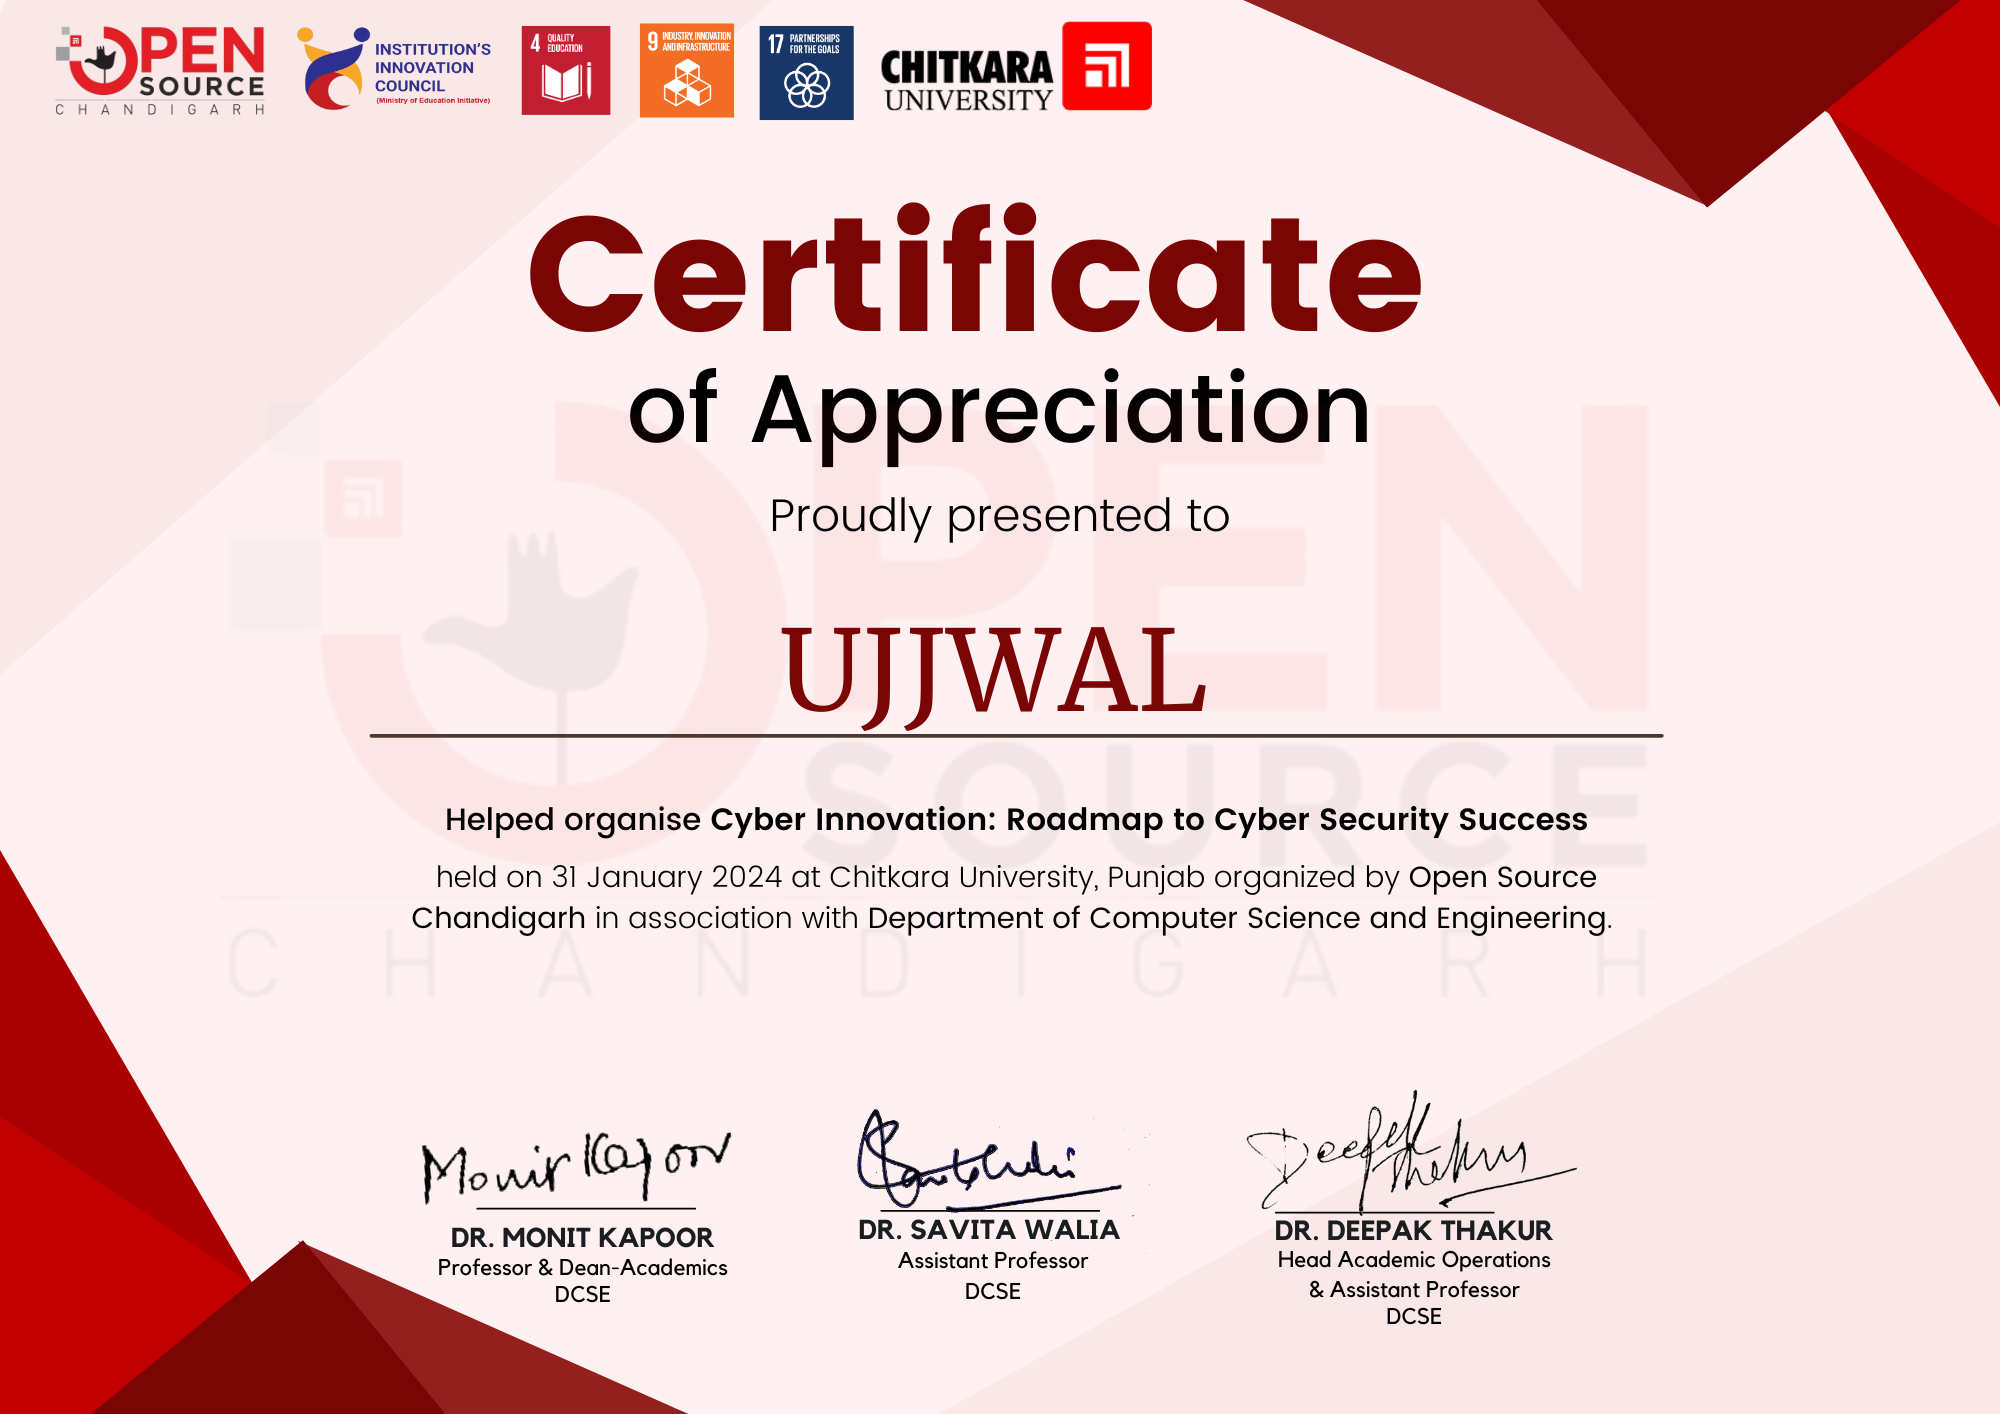 OPEN
SOURCE
CHANDIGARH
INSTITUTION'S
INNOVATION
COUNCIL
(Ministry of Education Initiative)
4 QUALITY
EDUCATION
9 INDUSTRY, INNOVATION
AND INFRASTRUCTURE
17 PARTNERSHIPS
FOR THE GOALS
CHITKARA
UNIVERSITY
Certificate
of Appreciation
Proudly presented to
UJJWAL
Helped organise Cyber Innovation: Roadmap to Cyber Security Success
held on 31 January 2024 at Chitkara University, Punjab organized by Open Source
Chandigarh in association with Department of Computer Science and Engineering.
OPEN
SOURCE
CHANDIGARH
Monit Kapoor
Deepak Thakur
DR. MONIT KAPOOR
Professor & Dean-Academics
DCSE
DR. SAVITA WALIA
Assistant Professor
DCSE
DR. DEEPAK THAKUR
Head Academic Operations
& Assistant Professor
DCSE